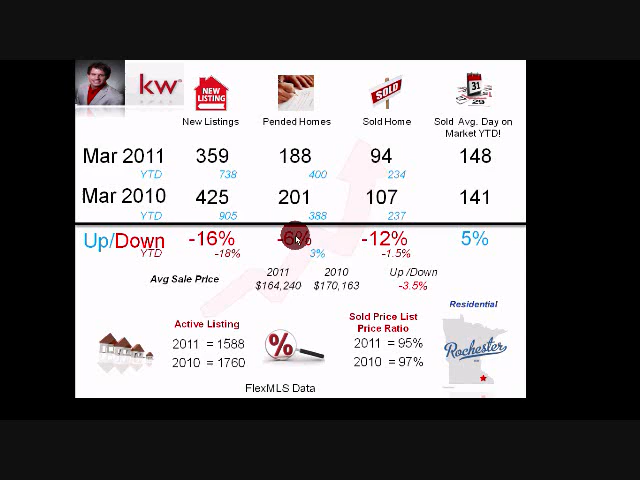 kw
NEW LISTING
SOLD
31
New Listings
Pended Homes
Sold Home
Sold Avg. Day on
Market YTD!
Mar 2011 359 188 94 148
YTD 738 400 234
Mar 2010 425 201 107 141
YTD 905 388 237
Up/Down -16% -6% -12% 5%
YTD -18% 3% -1.5%
2011 2010 Up /Down
Avg Sale Price $164,240 $170,163 -3.5%
Residential
Active Listing
2011 = 1588
2010 = 1760
%
Sold Price List
Price Ratio
2011 = 95%
2010 = 97%
Rochester
FlexMLS Data